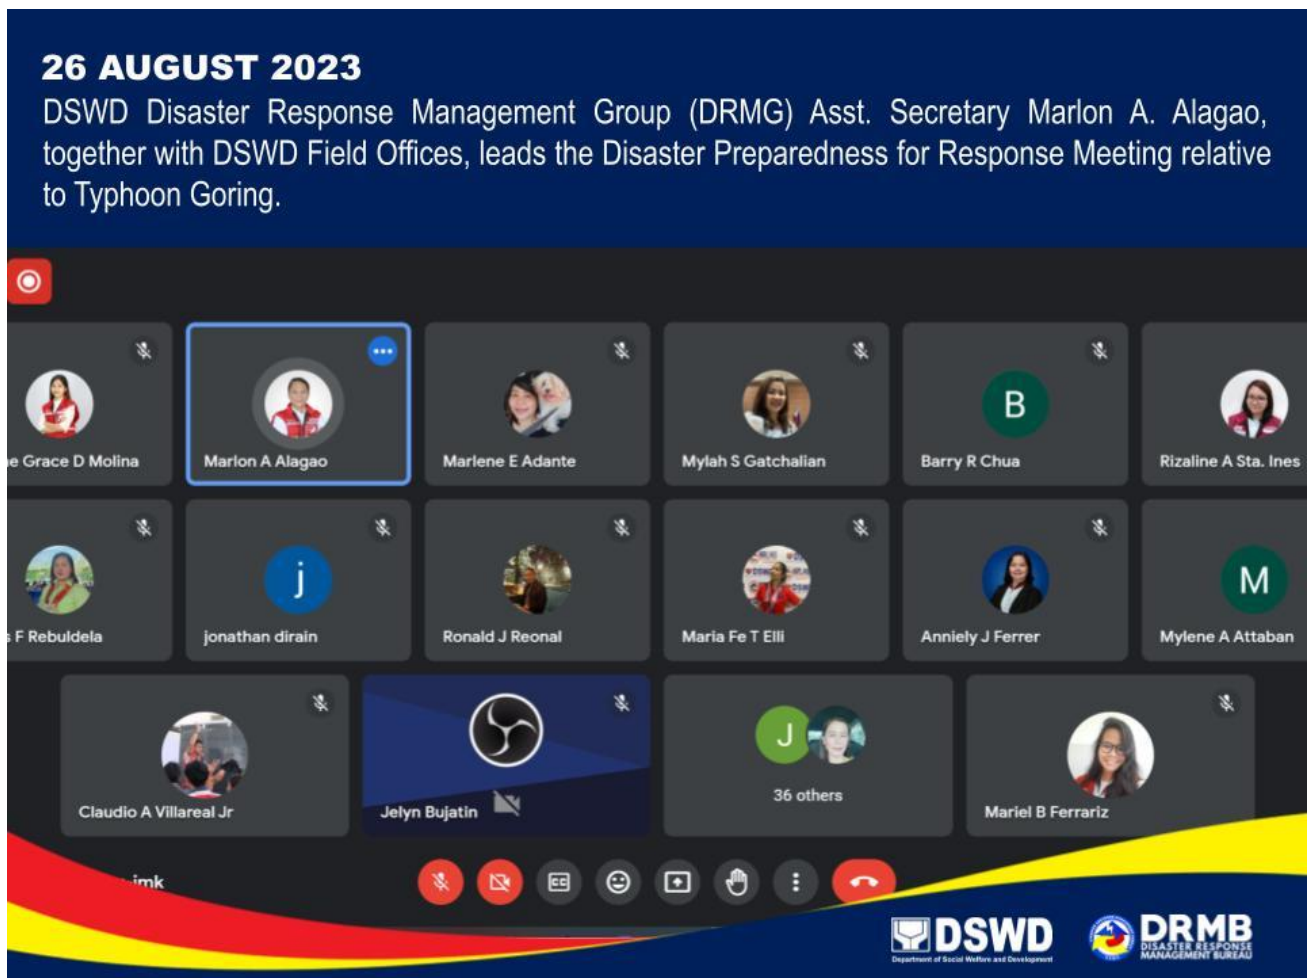 26 AUGUST 2023
DSWD Disaster Response Management Group (DRMG) Asst. Secretary Marlon A. Alagao,
together with DSWD Field Offices, leads the Disaster Preparedness for Response Meeting relative
to Typhoon Goring.
e Grace D Molina
Marlon A Alagao
Marlene E Adante
Mylah S Gatchalian
B
Barry R Chua
Rizaline A Sta. Ines
s F Rebuldela
j
jonathan dirain
Ronald J Reonal
Maria Fe T Elli
Anniely J Ferrer
M
Mylene A Attaban
Claudio A Villareal Jr
Jelyn Bujatin
J
36 others
Mariel B Ferrariz
-jmk
CC
DSWD
Department of Social Welfare and Development
DRMB
DISASTER RESPONSE
MANAGEMENT BUREAU